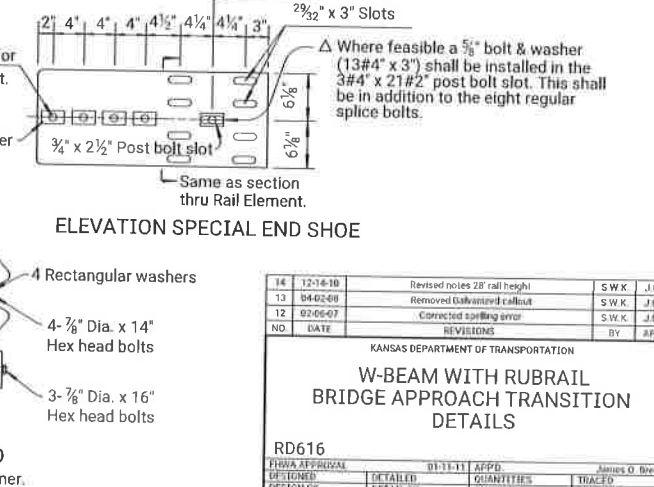 29/32" x 3" Slots
2" 4" 4" 4" 4½" 4¼" 4¼" 3"
Δ Where feasible a ⅝" bolt & washer
(13#4" x 3") shall be installed in the
3#4" x 21#2" post bolt slot. This shall
be in addition to the eight regular
splice bolts.
or
t.
er
6⅛"
6⅛"
¾" x 2½" Post bolt slot
Same as section
thru Rail Element.
ELEVATION SPECIAL END SHOE
4 Rectangular washers
4- ⅞" Dia. x 14"
Hex head bolts
3- ⅞" Dia. x 16"
Hex head bolts
ner.
14 12-14-10 Revised notes 28' rail height S W K
13 04-02-08 Removed Galvanized callout S.W.K.
12 02-06-07 Corrected spelling error S.W.K.
NO. DATE REVISIONS BY
KANSAS DEPARTMENT OF TRANSPORTATION
W-BEAM WITH RUBRAIL
BRIDGE APPROACH TRANSITION
DETAILS
RD616
FHWA APPROVAL 01-11-11 APP'D. James O.
DESIGNED DETAILED QUANTITIES TRACED